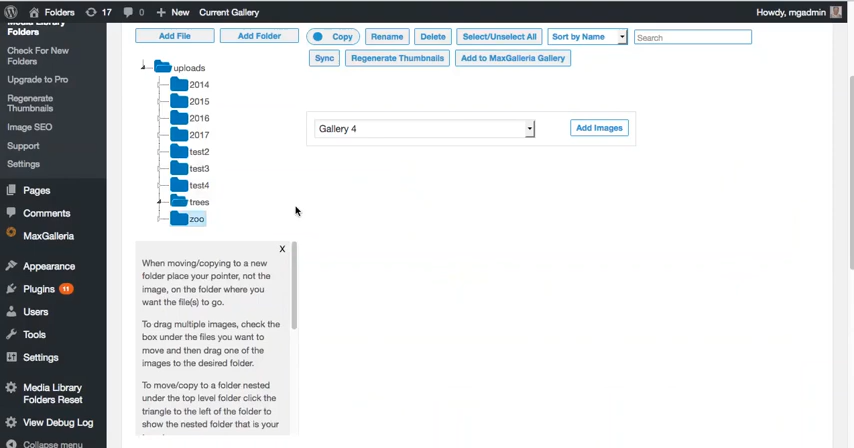 Folders 17 0 New Current Gallery Howdy, mgadmin
Media Library
Folders
Check For New
Folders
Upgrade to Pro
Regenerate
Thumbnails
Image SEO
Support
Settings
Pages
Comments
MaxGalleria
Appearance
Plugins 11
Users
Tools
Settings
Media Library
Folders Reset
View Debug Log
Collapse menu
Add File Add Folder
uploads
2014
2015
2016
2017
test2
test3
test4
trees
zoo
X
When moving/copying to a new
folder place your pointer, not the
image, on the folder where you
want the file(s) to go.
To drag multiple images, check the
box under the files you want to
move and then drag one of the
images to the desired folder.
To move/copy to a folder nested
under the top level folder click the
triangle to the left of the folder to
show the nested folder that is your
Copy Rename Delete Select/Unselect All Sort by Name Search
Sync Regenerate Thumbnails Add to MaxGalleria Gallery
Gallery 4 Add Images